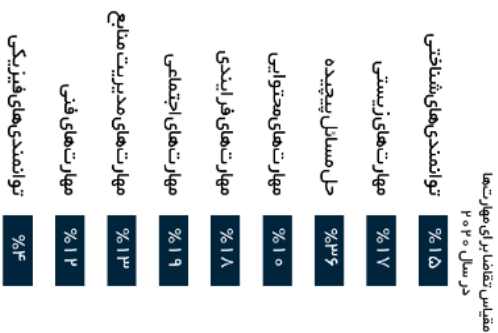 مقیاس تقاضا برای مهارت‌ها
در سال ۲۰۲۰
توانمندی‌های شناختی
%۱۵
مهارت‌های زیستی
%۱۷
حل مسائل پیچیده
%۳۶
مهارت‌های محتوایی
%۱۰
مهارت‌های فرایندی
%۱۸
مهارت‌های اجتماعی
%۱۹
مهارت‌های مدیریت منابع
%۱۳
مهارت‌های فنی
%۱۲
توانمندی‌های فیزیکی
%۴